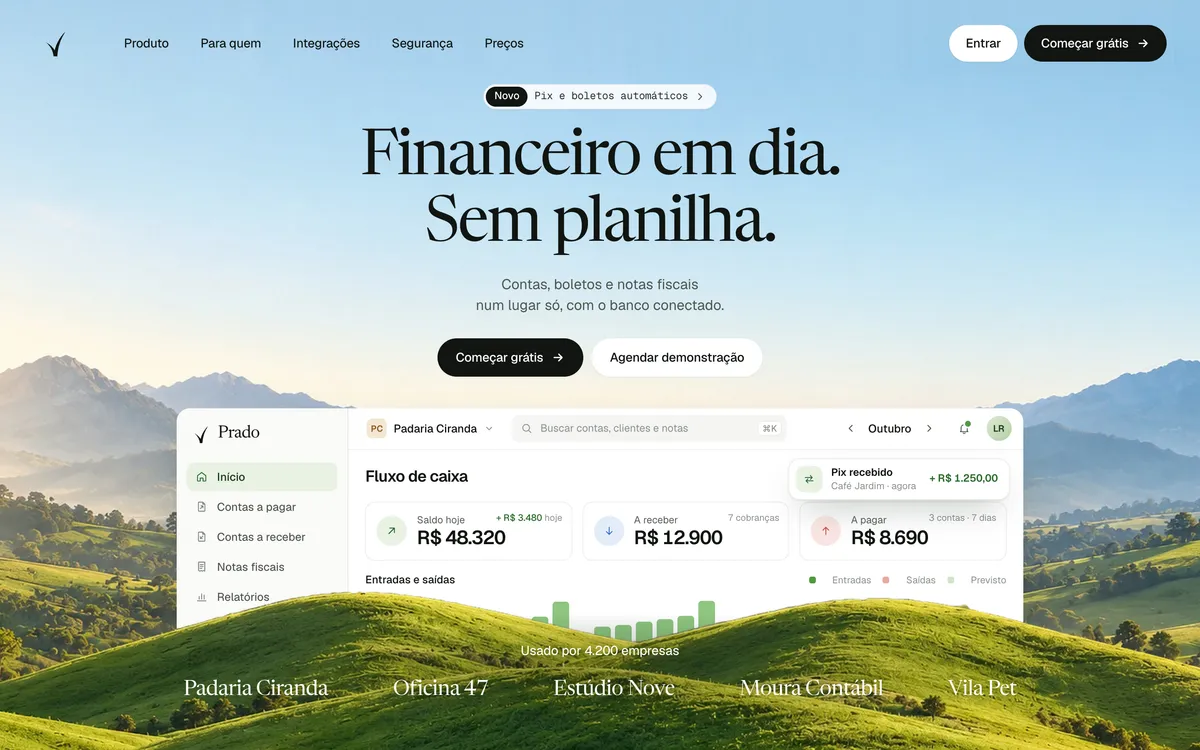 Produto Para quem Integrações Segurança Preços Entrar Começar grátis
Novo Pix e boletos automáticos
Financeiro em dia.
Sem planilha.
Contas, boletos e notas fiscais
num lugar só, com o banco conectado.
Começar grátis Agendar demonstração
Prado
PC Padaria Ciranda Buscar contas, clientes e notas ⌘K Outubro LR
Início
Contas a pagar
Contas a receber
Notas fiscais
Relatórios
Fluxo de caixa
Pix recebido
Café Jardim · agora
+ R$ 1.250,00
Saldo hoje + R$ 3.480 hoje
R$ 48.320
A receber 7 cobranças
R$ 12.900
A pagar 3 contas · 7 dias
R$ 8.690
Entradas e saídas Entradas Saídas Previsto
Usado por 4.200 empresas
Padaria Ciranda Oficina 47 Estúdio Nove Moura Contábil Vila Pet